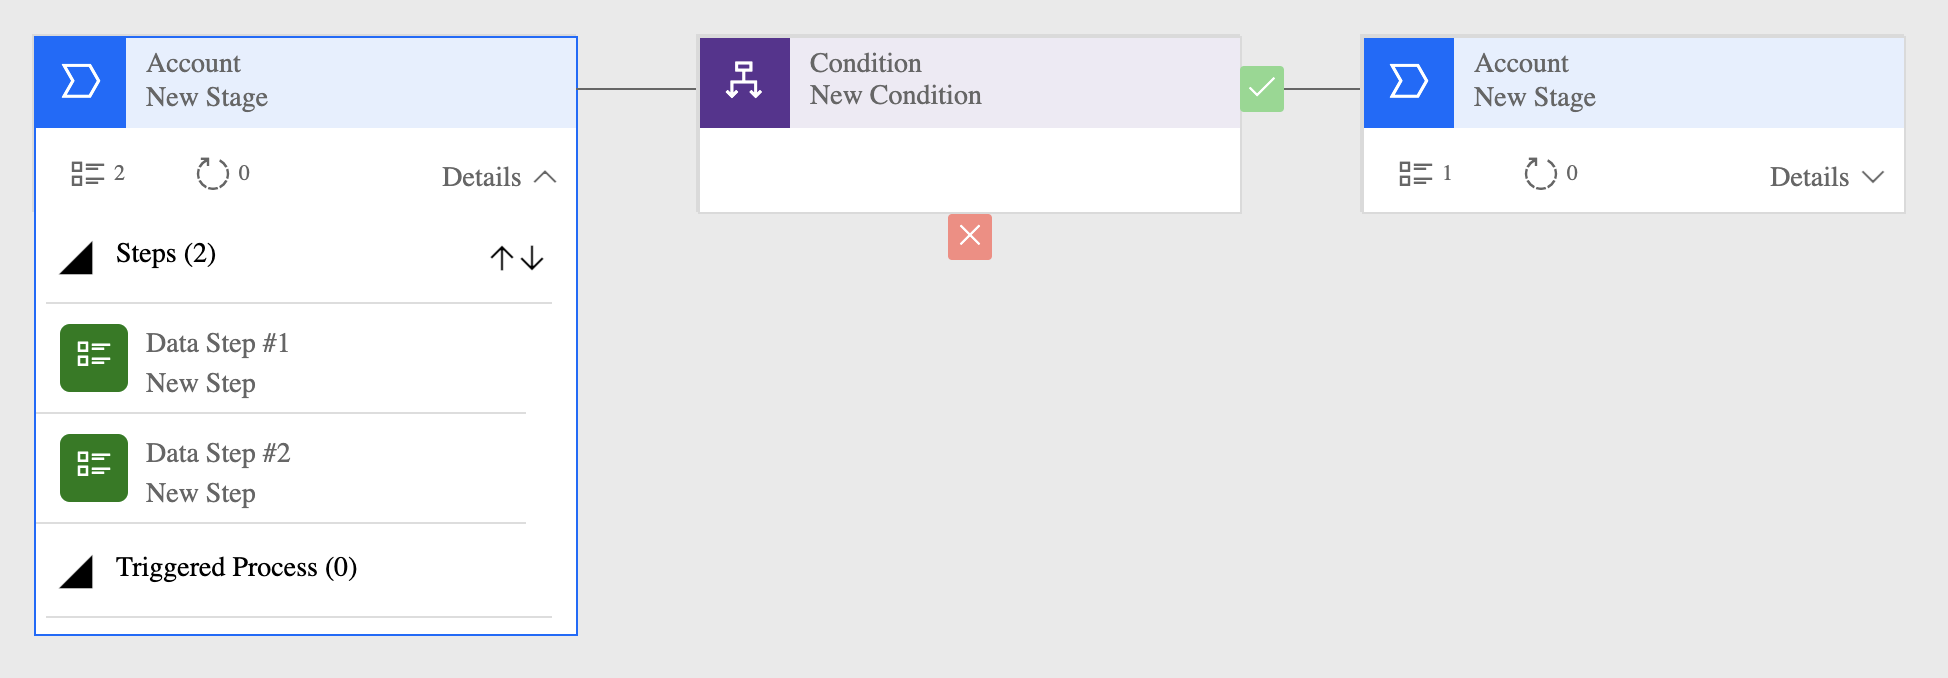 Account
New Stage
2
0
Details
Steps (2)
Data Step #1
New Step
Data Step #2
New Step
Triggered Process (0)
Condition
New Condition
Account
New Stage
1
0
Details